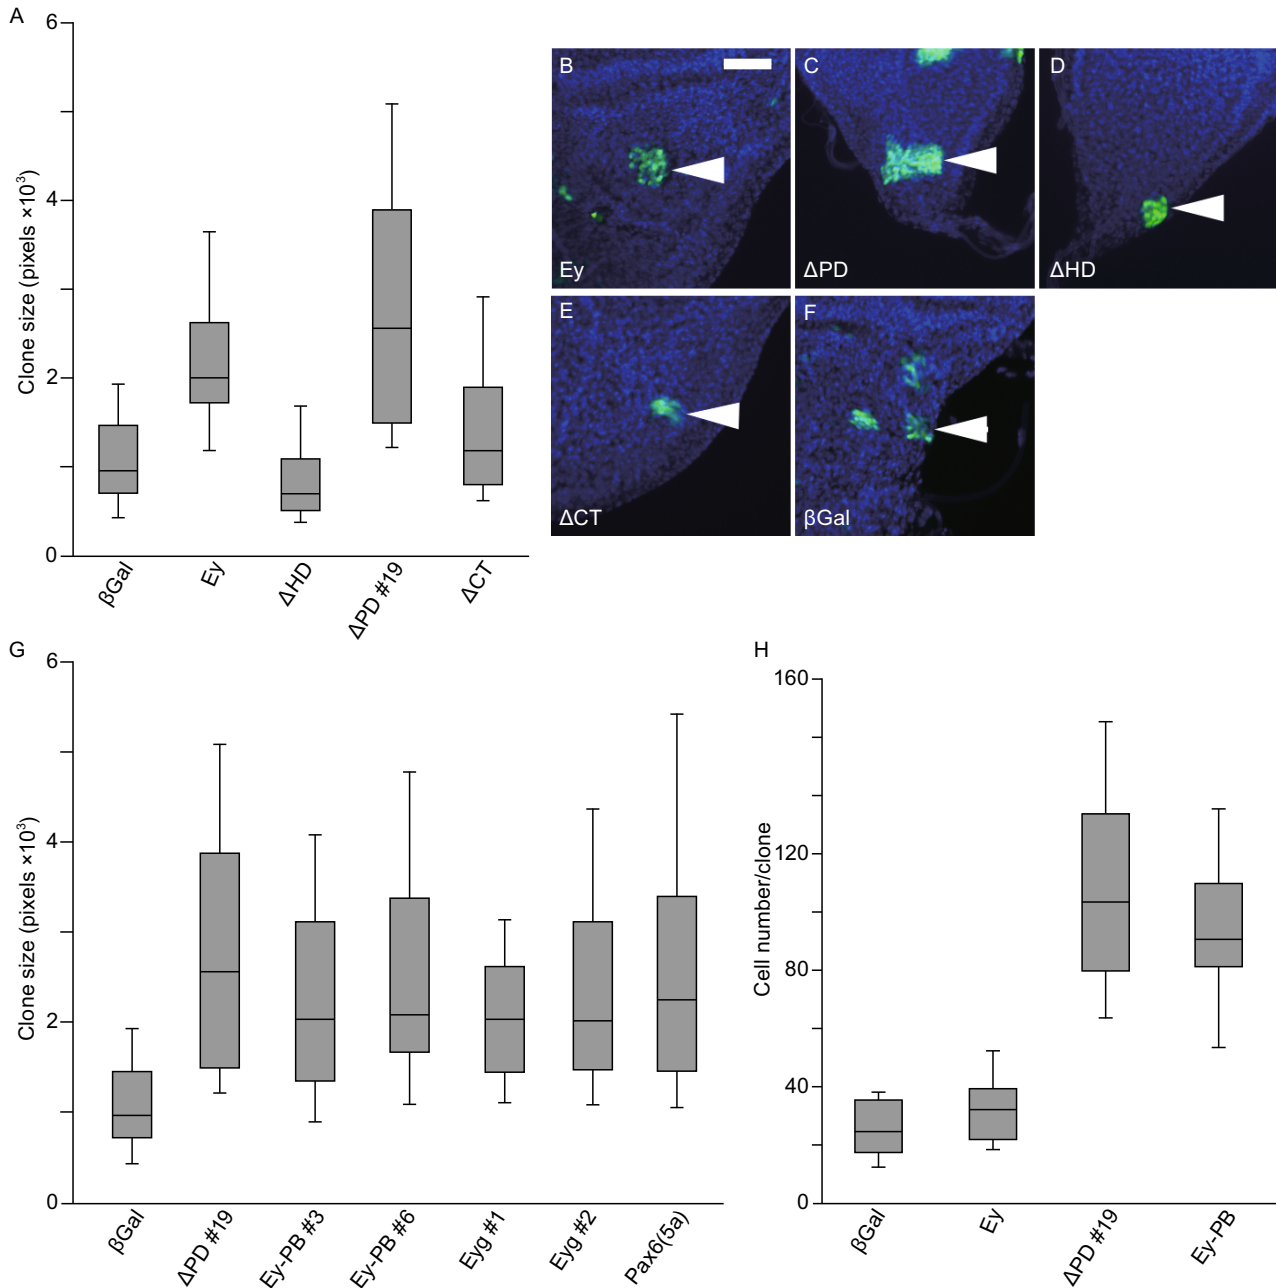 A
Clone size (pixels ×10³)
6
4
2
0
βGal
Ey
ΔHD
ΔPD #19
ΔCT
B
Ey
C
ΔPD
D
ΔHD
E
ΔCT
F
βGal
G
Clone size (pixels ×10³)
6
4
2
0
βGal
ΔPD #19
Ey-PB #3
Ey-PB #6
Eyg #1
Eyg #2
Pax6(5a)
H
Cell number/clone
160
120
80
40
0
βGal
Ey
ΔPD #19
Ey-PB